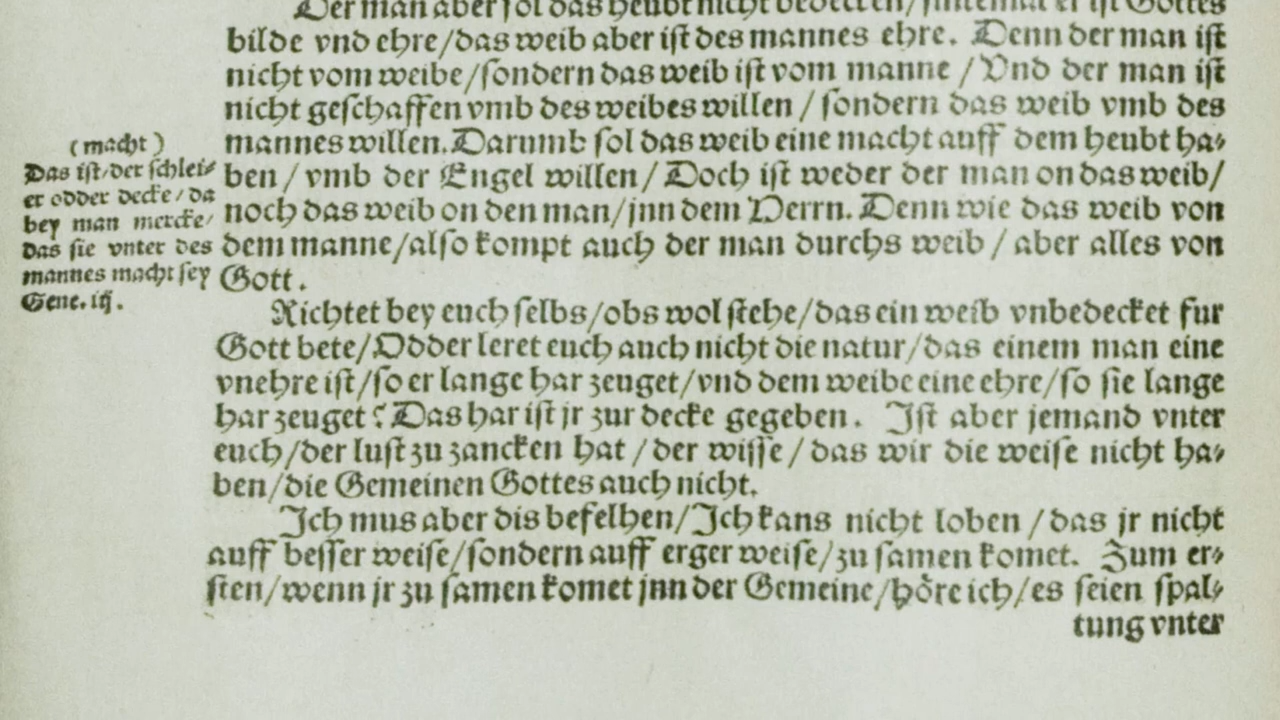 Der man aber sol das heubt nicht bedecken/sintemal er ist Gottes
bilde vnd ehre/das weib aber ist des mannes ehre. Denn der man ist
nicht vom weibe/sondern das weib ist vom manne/Vnd der man ist
nicht geschaffen vmb des weibes willen/sondern das weib vmb des
mannes willen. Darumb sol das weib eine macht auff dem heubt ha⸗
ben/vmb der Engel willen/Doch ist weder der man on das weib/
noch das weib on den man/jnn dem Herrn. Denn wie das weib von
dem manne/also kompt auch der man durchs weib/aber alles von
Gott.
(macht)
Das ist/der schlei⸗
er odder decke/da
bey man mercke/
das sie vnter des
mannes macht sey
Gene. iij.
Richtet bey euch selbs/obs wol stehe/das ein weib vnbedecket fur
Gott bete/Odder leret euch auch nicht die natur/das einem man eine
vnehre ist/so er lange har zeuget/vnd dem weibe eine ehre/so sie lange
har zeuget? Das har ist jr zur decke gegeben. Ist aber jemand vnter
euch/der lust zu zancken hat/der wisse/das wir die weise nicht ha⸗
ben/die Gemeinen Gottes auch nicht.
Ich mus aber dis befelhen/Ich kans nicht loben/das jr nicht
auff besser weise/sondern auff erger weise/zu samen komet. Zum er⸗
sten/wenn jr zu samen komet jnn der Gemeine/höre ich/es seien spal⸗
tung vnter